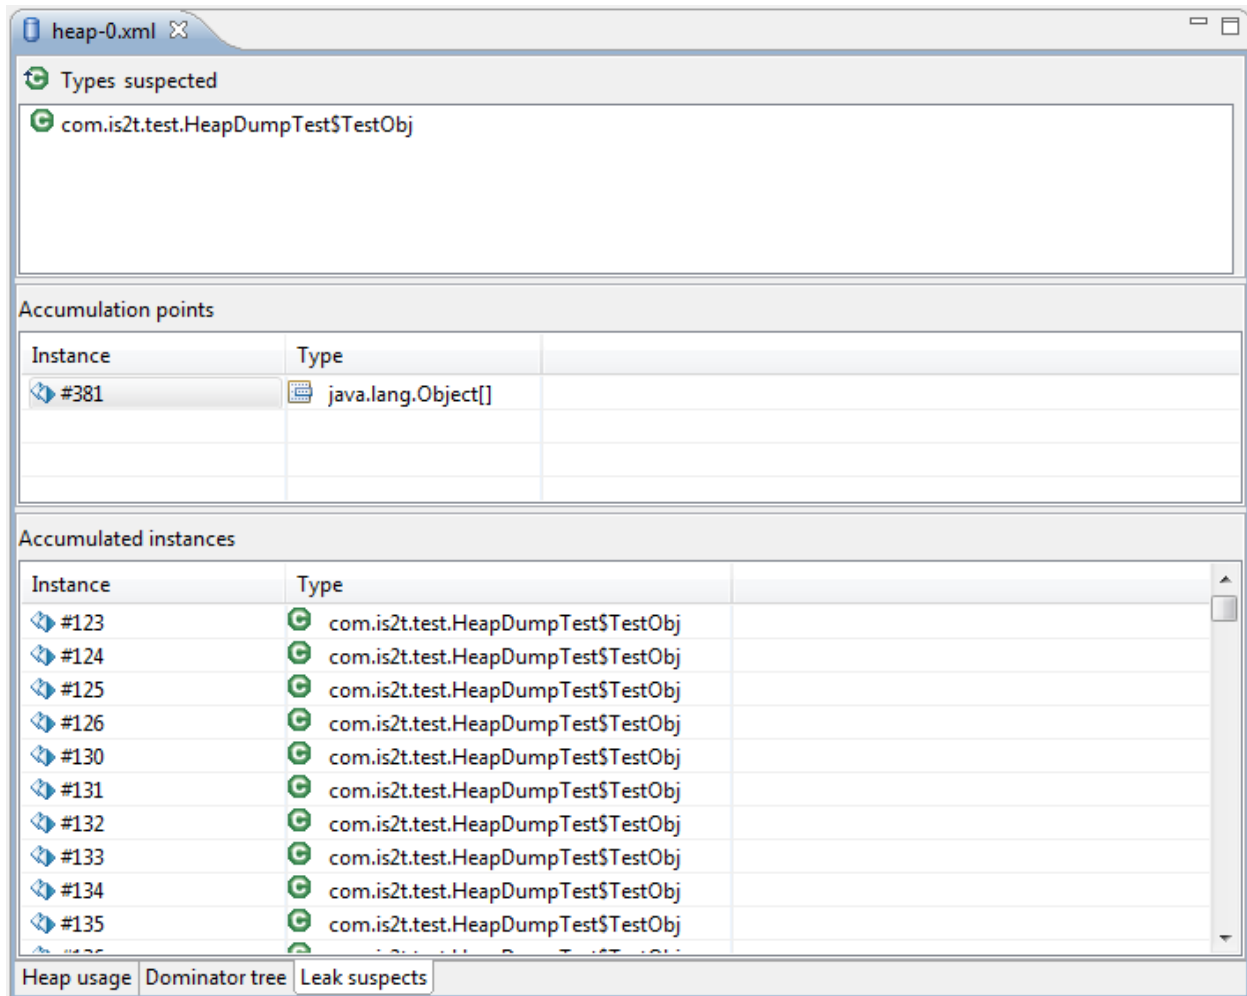 heap-0.xml
Types suspected
com.is2t.test.HeapDumpTest$TestObj
Accumulation points
Instance Type
#381 java.lang.Object[]
Accumulated instances
Instance Type
#123 com.is2t.test.HeapDumpTest$TestObj
#124 com.is2t.test.HeapDumpTest$TestObj
#125 com.is2t.test.HeapDumpTest$TestObj
#126 com.is2t.test.HeapDumpTest$TestObj
#130 com.is2t.test.HeapDumpTest$TestObj
#131 com.is2t.test.HeapDumpTest$TestObj
#132 com.is2t.test.HeapDumpTest$TestObj
#133 com.is2t.test.HeapDumpTest$TestObj
#134 com.is2t.test.HeapDumpTest$TestObj
#135 com.is2t.test.HeapDumpTest$TestObj
Heap usage Dominator tree Leak suspects